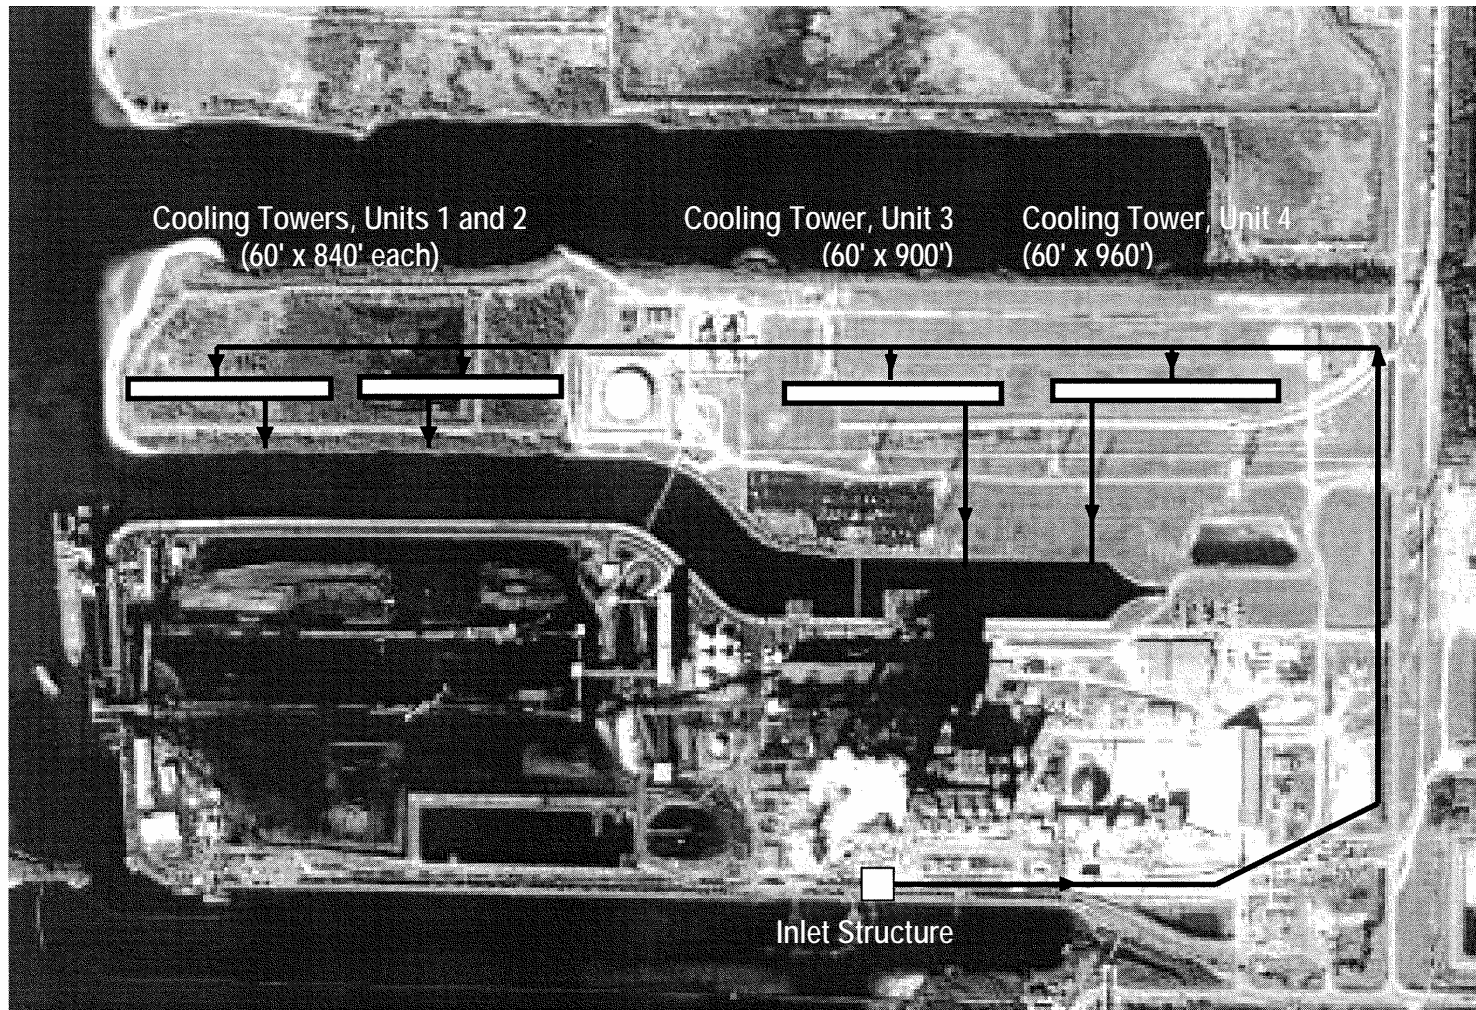 Cooling Towers, Units 1 and 2
(60' x 840' each)
Cooling Tower, Unit 3
(60' x 900')
Cooling Tower, Unit 4
(60' x 960')
Inlet Structure